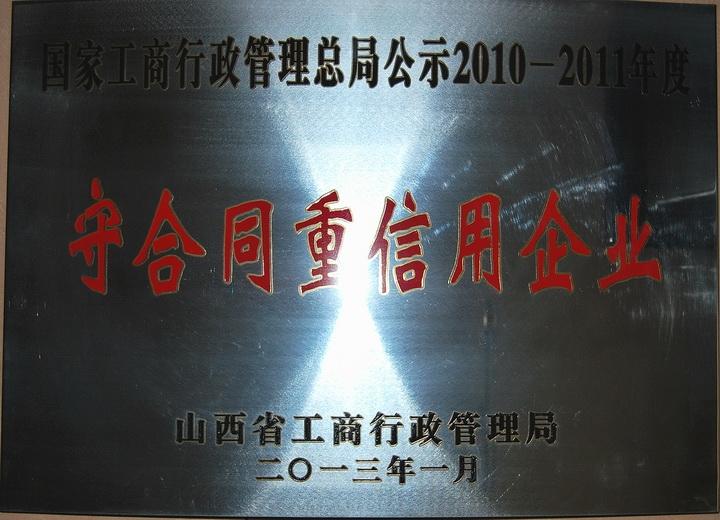 国家工商行政管理总局公示2010-2011年度
守合同重信用企业
山西省工商行政管理局
二〇一三年一月